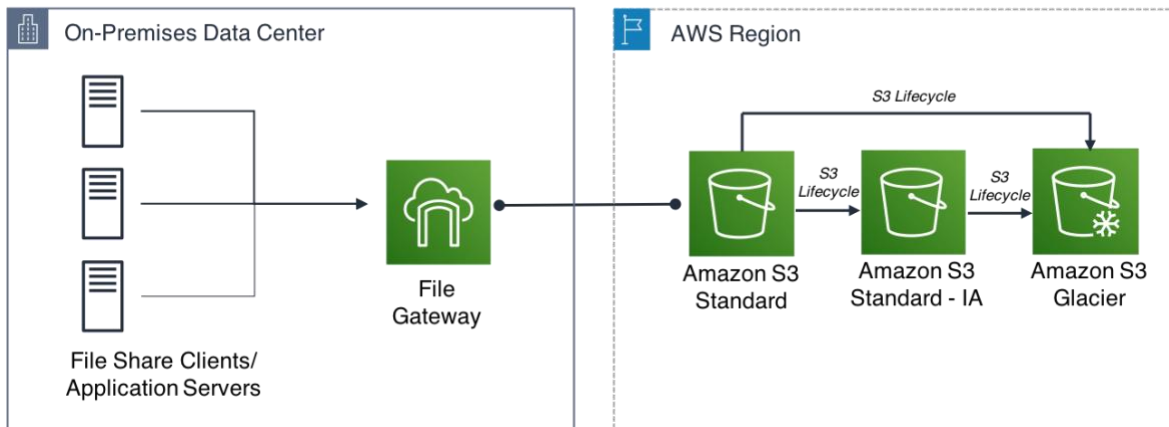 On-Premises Data Center
File Share Clients/
Application Servers
File
Gateway
AWS Region
S3 Lifecycle
S3
Lifecycle
S3
Lifecycle
Amazon S3
Standard
Amazon S3
Standard - IA
Amazon S3
Glacier